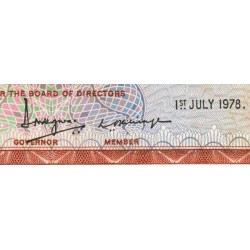 R THE BOARD OF DIRECTORS
1ST JULY 1978.
GOVERNOR MEMBER